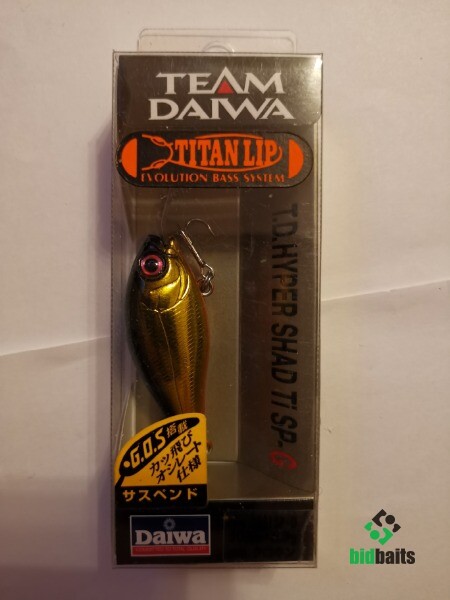 TEAM
DAIWA
TITAN LIP
EVOLUTION BASS SYSTEM
T.D.HYPER SHAD Ti SP-G
・G.O.S搭載
カッ飛び
オシレート
仕様
サスペンド
Daiwa
bidbaits